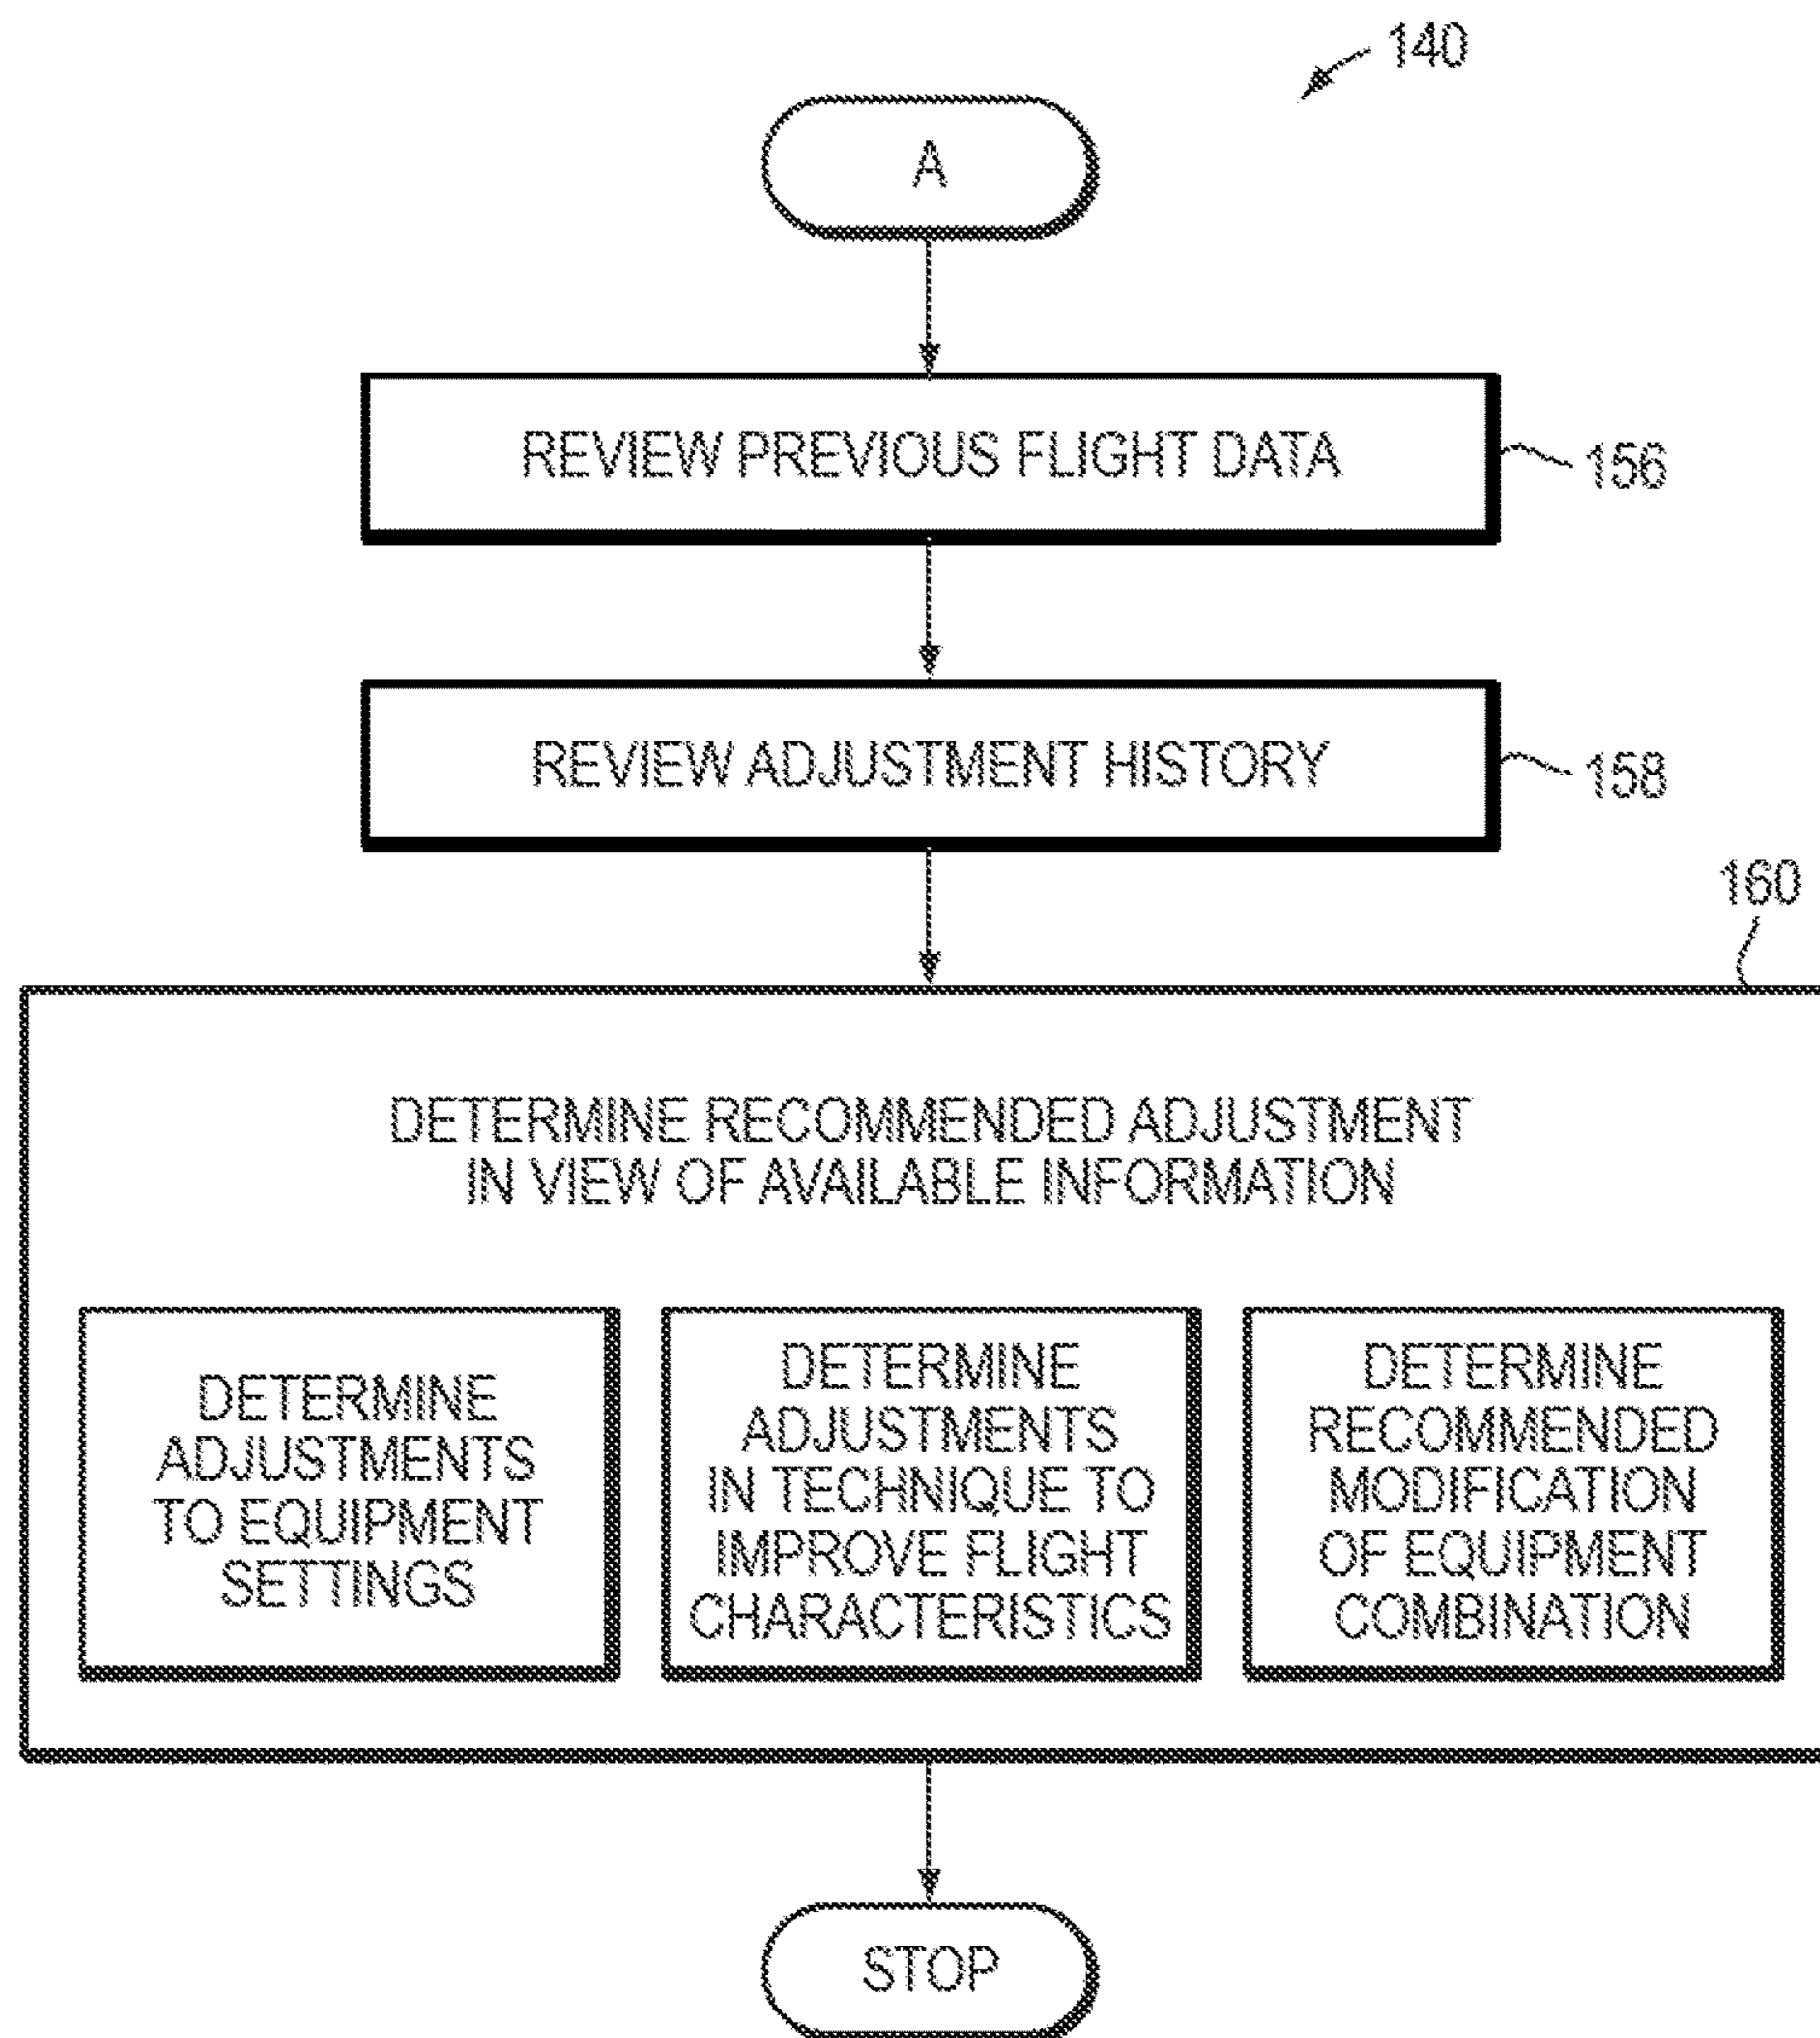 140
A
REVIEW PREVIOUS FLIGHT DATA
156
REVIEW ADJUSTMENT HISTORY
158
160
DETERMINE RECOMMENDED ADJUSTMENT
IN VIEW OF AVAILABLE INFORMATION
DETERMINE
ADJUSTMENTS
TO EQUIPMENT
SETTINGS
DETERMINE
ADJUSTMENTS
IN TECHNIQUE TO
IMPROVE FLIGHT
CHARACTERISTICS
DETERMINE
RECOMMENDED
MODIFICATION
OF EQUIPMENT
COMBINATION
STOP